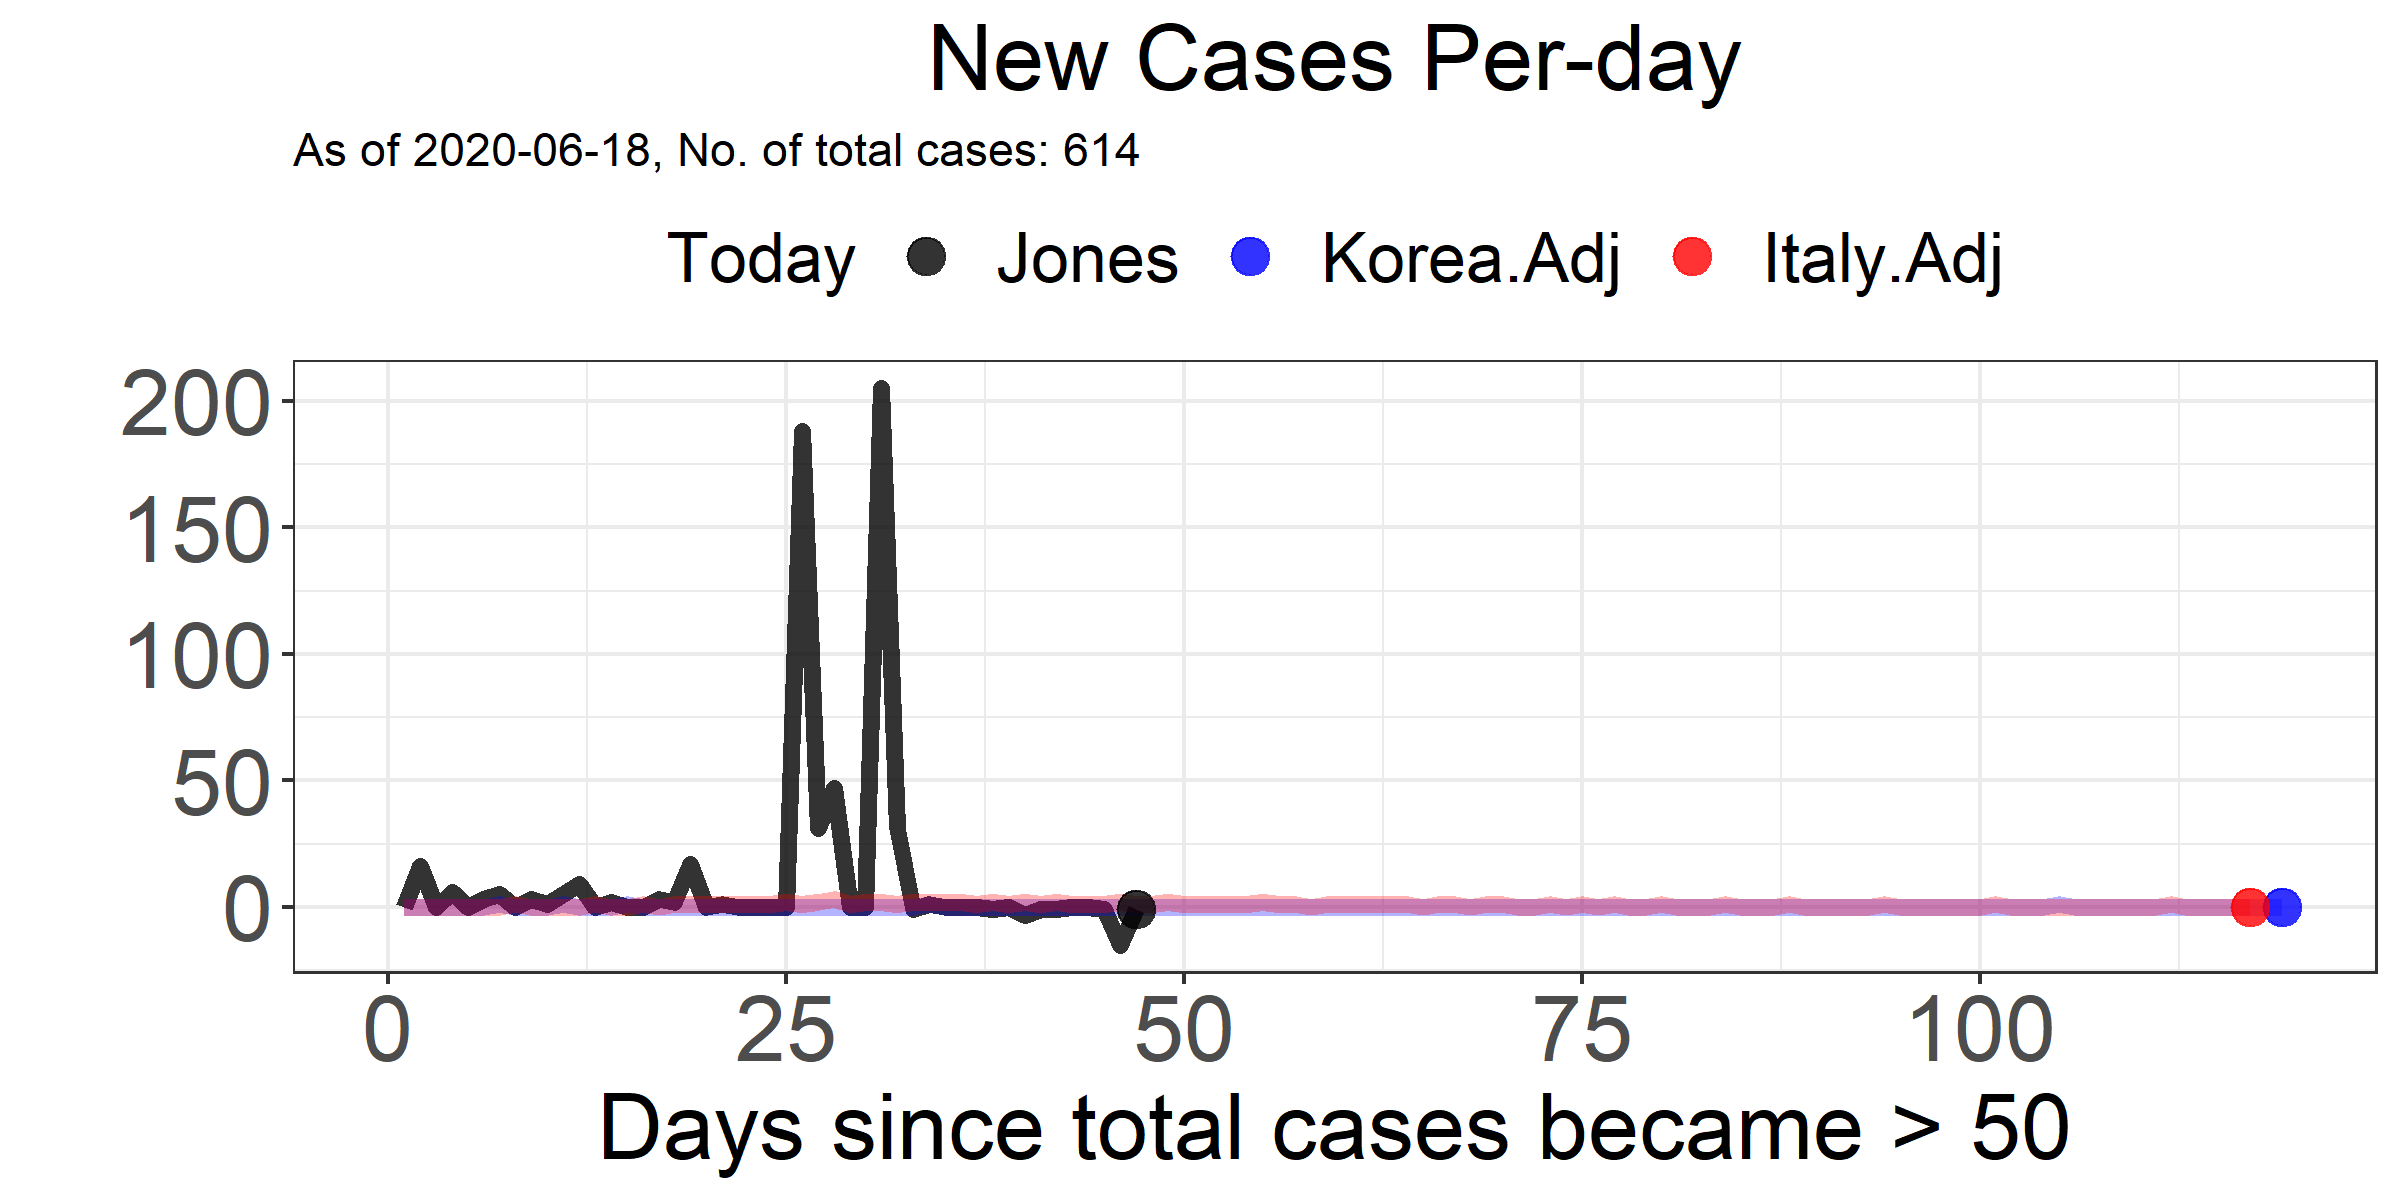 New Cases Per-day
As of 2020-06-18, No. of total cases: 614
Today Jones Korea.Adj Italy.Adj
200
150
100
50
0
0 25 50 75 100
Days since total cases became > 50